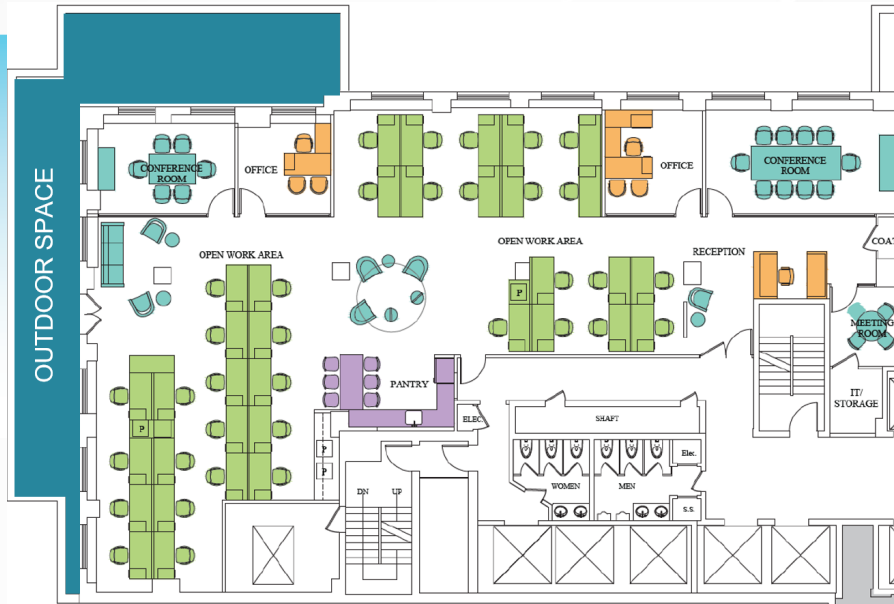 OUTDOOR SPACE
CONFERENCE
ROOM
OFFICE
OFFICE
CONFERENCE
ROOM
OPEN WORK AREA
OPEN WORK AREA
RECEPTION
COAT
P
MEETING
ROOM
PANTRY
IT/
STORAGE
ELEC
SHAFT
P
Elec.
P
P
WOMEN
MEN
DN
UP
S.S.